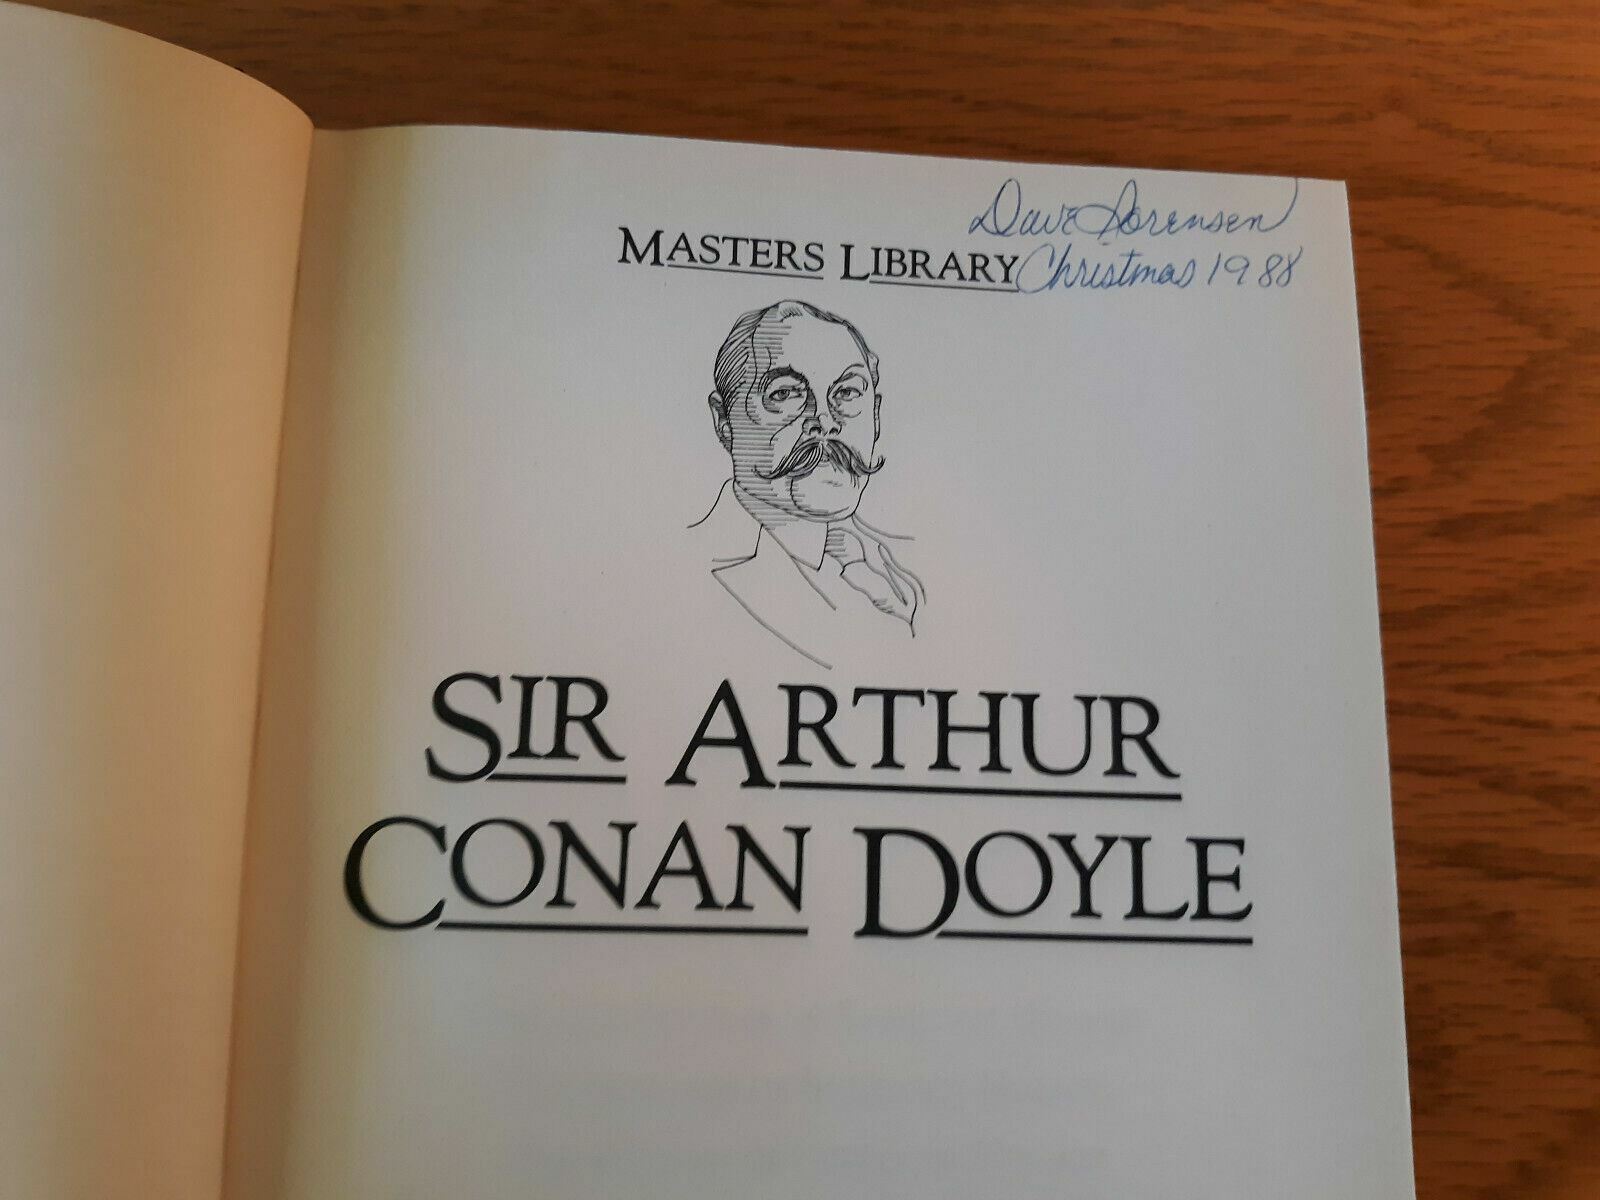 Dave Sorensen
Christmas 1988
MASTERS LIBRARY
SIR ARTHUR
CONAN DOYLE